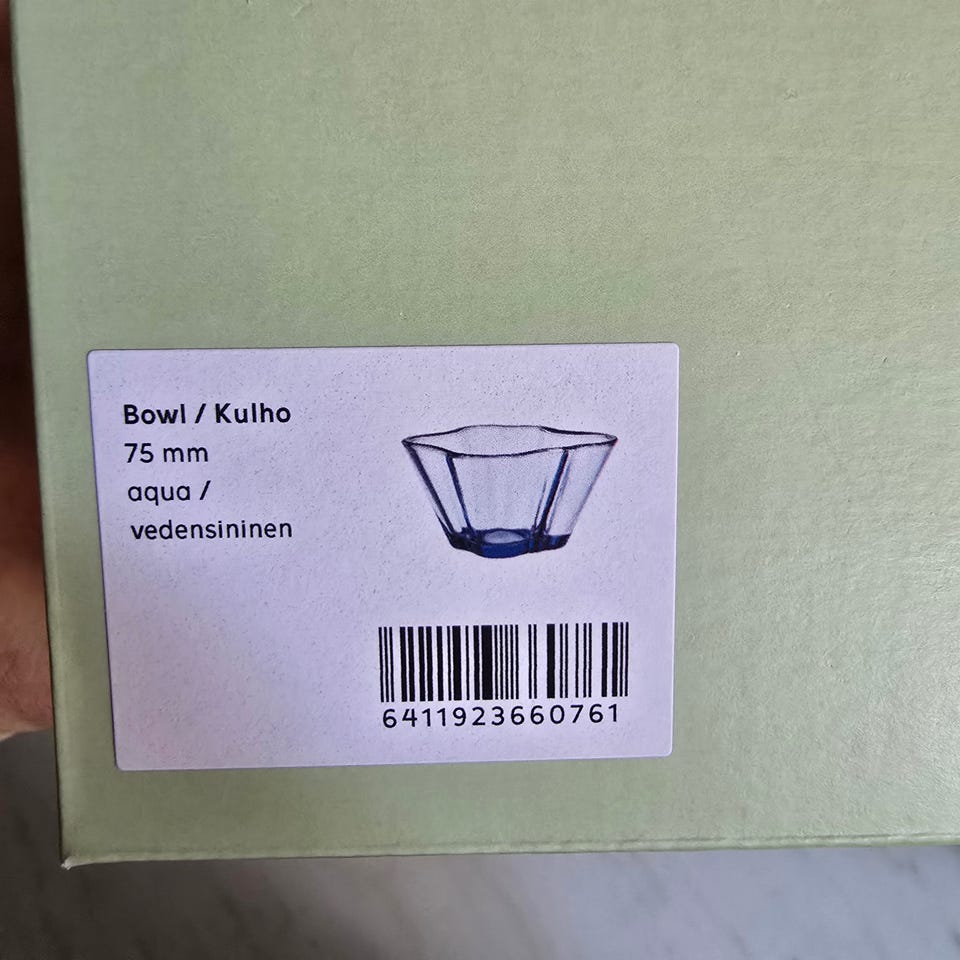 Bowl / Kulho
75 mm
aqua /
vedensininen
6411923660761